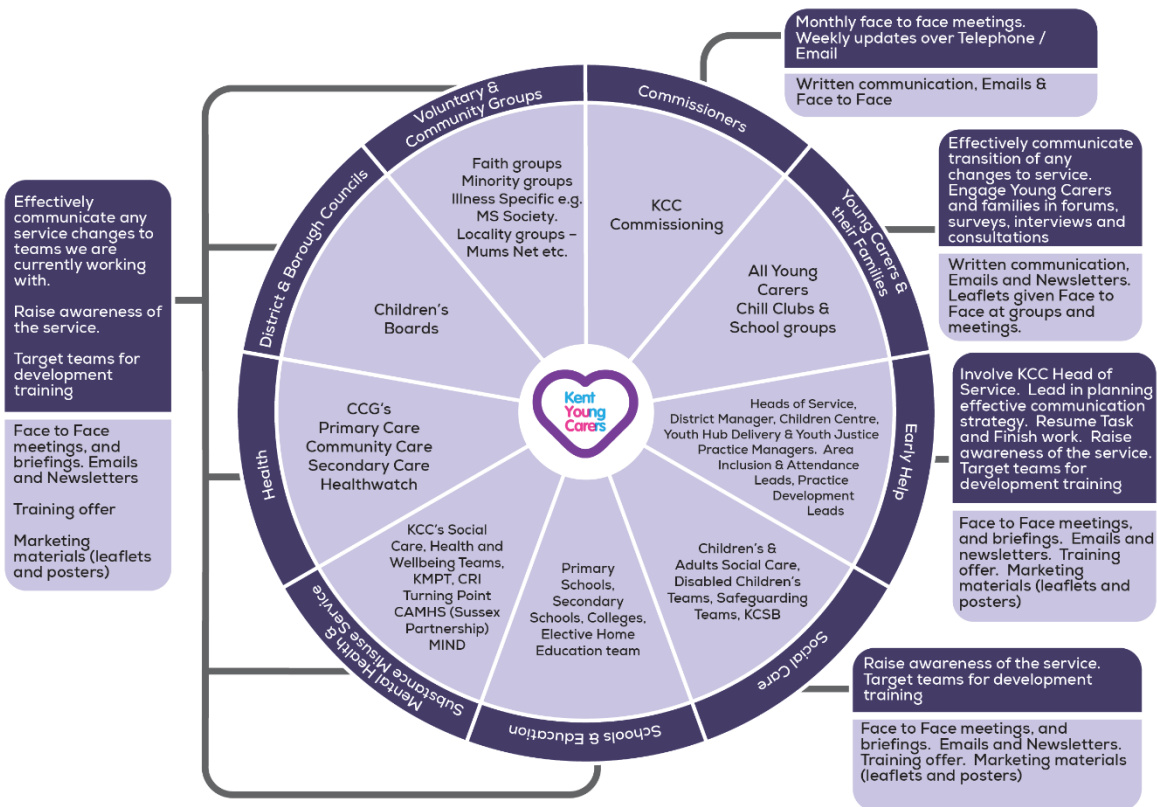 Monthly face to face meetings.
Weekly updates over Telephone /
Email
Written communication, Emails &
Face to Face
Effectively communicate
transition of any
changes to service.
Engage Young Carers
and families in forums,
surveys, interviews and
consultations
Written communication,
Emails and Newsletters.
Leaflets given Face to
Face at groups and
meetings.
Involve KCC Head of
Service. Lead in planning
effective communication
strategy. Resume Task
and Finish work. Raise
awareness of the service.
Target teams for
development training
Face to Face meetings,
and briefings. Emails and
newsletters. Training
offer. Marketing
materials (leaflets and
posters)
Raise awareness of the service.
Target teams for development
training
Face to Face meetings, and
briefings. Emails and Newsletters.
Training offer. Marketing materials
(leaflets and posters)
Effectively
communicate any
service changes to
teams we are
currently working
with.
Raise awareness of
the service.
Target teams for
development
training
Face to Face
meetings, and
briefings. Emails
and Newsletters
Training offer
Marketing
materials (leaflets
and posters)
Commissioners
KCC
Commissioning
Young Carers &
their Families
All Young
Carers
Chill Clubs &
School groups
Early Help
Heads of Service,
District Manager, Children Centre,
Youth Hub Delivery & Youth Justice
Practice Managers. Area
Inclusion & Attendance
Leads, Practice
Development
Leads
Social Care
Children's &
Adults Social Care,
Disabled Children's
Teams, Safeguarding
Teams, KCSB
Schools & Education
Primary
Schools,
Secondary
Schools, Colleges,
Elective Home
Education team
Mental Health &
Substance Misuse Service
KCC's Social
Care, Health and
Wellbeing Teams,
KMPT, CRI
Turning Point
CAMHS (Sussex
Partnership)
MIND
Health
CCG's
Primary Care
Community Care
Secondary Care
Healthwatch
District & Borough Councils
Children's
Boards
Voluntary &
Community Groups
Faith groups
Minority groups
Illness Specific e.g.
MS Society.
Locality groups –
Mums Net etc.
Kent
Young
Carers